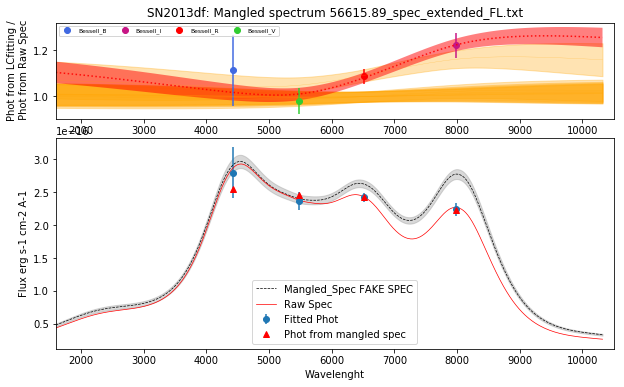 SN2013df: Mangled spectrum 56615.89_spec_extended_FL.txt
Phot from LCfitting /
Phot from Raw Spec
Bessell_B
Bessell_I
Bessell_R
Bessell_V
1.2
1.0
2000 3000 4000 5000 6000 7000 8000 9000 10000
Flux erg s-1 cm-2 A-1
3.0
2.5
2.0
1.5
1.0
0.5
Mangled_Spec FAKE SPEC
Raw Spec
Fitted Phot
Phot from mangled spec
2000 3000 4000 5000 6000 7000 8000 9000 10000
Wavelenght